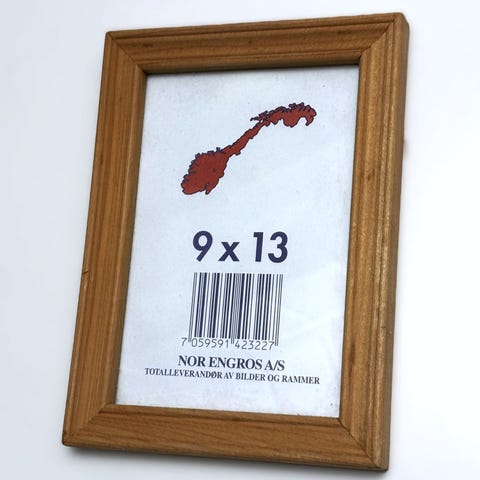 9 x 13
7 059591 423227
NOR ENGROS A/S
TOTALLEVERANDØR AV BILDER OG RAMMER